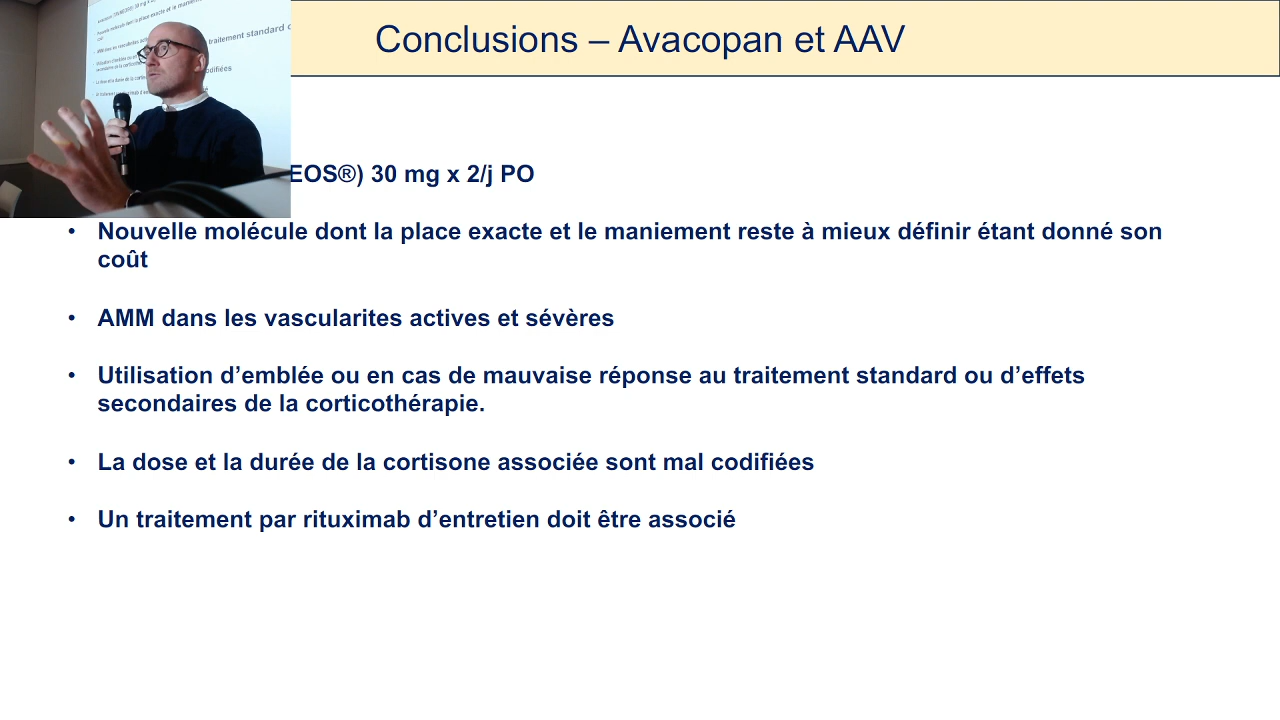 Conclusions – Avacopan et AAV
EOS®) 30 mg x 2/j PO
• Nouvelle molécule dont la place exacte et le maniement reste à mieux définir étant donné son
coût
• AMM dans les vascularites actives et sévères
• Utilisation d’emblée ou en cas de mauvaise réponse au traitement standard ou d’effets
secondaires de la corticothérapie.
• La dose et la durée de la cortisone associée sont mal codifiées
• Un traitement par rituximab d’entretien doit être associé